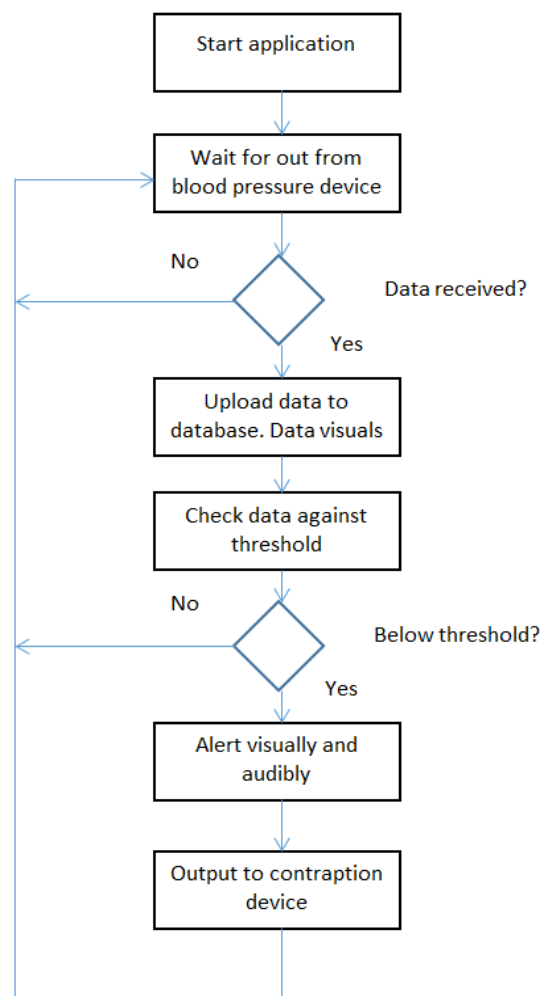 Start application
Wait for out from
blood pressure device
No
Data received?
Yes
Upload data to
database. Data visuals
Check data against
threshold
No
Below threshold?
Yes
Alert visually and
audibly
Output to contraption
device